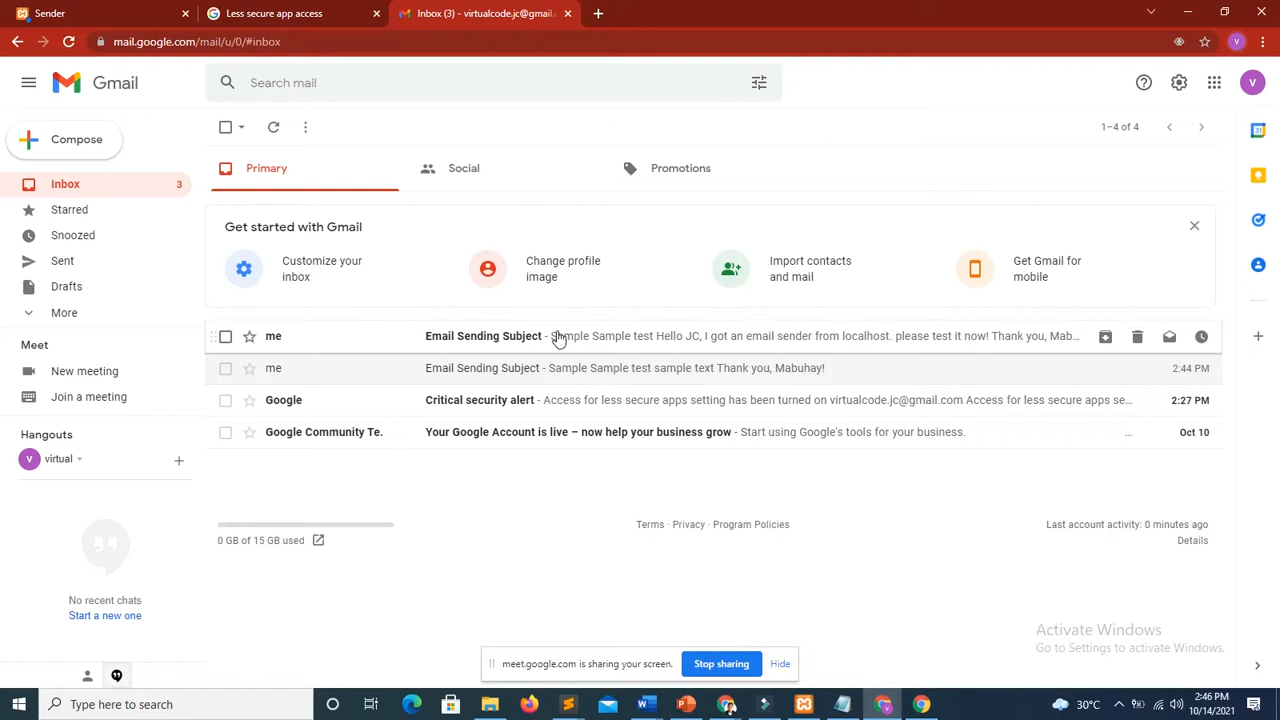 Sender
Less secure app access
Inbox (3) - virtualcode.jc@gmail.
mail.google.com/mail/u/0/#inbox
V
Gmail
Search mail
V
Compose
1–4 of 4
Primary
Social
Promotions
Inbox 3
Starred
Snoozed
Sent
Drafts
More
Get started with Gmail
Customize your
inbox
Change profile
image
Import contacts
and mail
Get Gmail for
mobile
me Email Sending Subject - Sample Sample test Hello JC, I got an email sender from localhost. please test it now! Thank you, Mab...
me Email Sending Subject - Sample Sample test sample text Thank you, Mabuhay! 2:44 PM
Google Critical security alert - Access for less secure apps setting has been turned on virtualcode.jc@gmail.com Access for less secure apps se... 2:27 PM
Google Community Te. Your Google Account is live – now help your business grow - Start using Google's tools for your business. ... Oct 10
Meet
New meeting
Join a meeting
Hangouts
V virtual
No recent chats
Start a new one
0 GB of 15 GB used
Terms · Privacy · Program Policies
Last account activity: 0 minutes ago
Details
Activate Windows
Go to Settings to activate Windows.
meet.google.com is sharing your screen.
Stop sharing
Hide
Type here to search
30°C
2:46 PM
10/14/2021